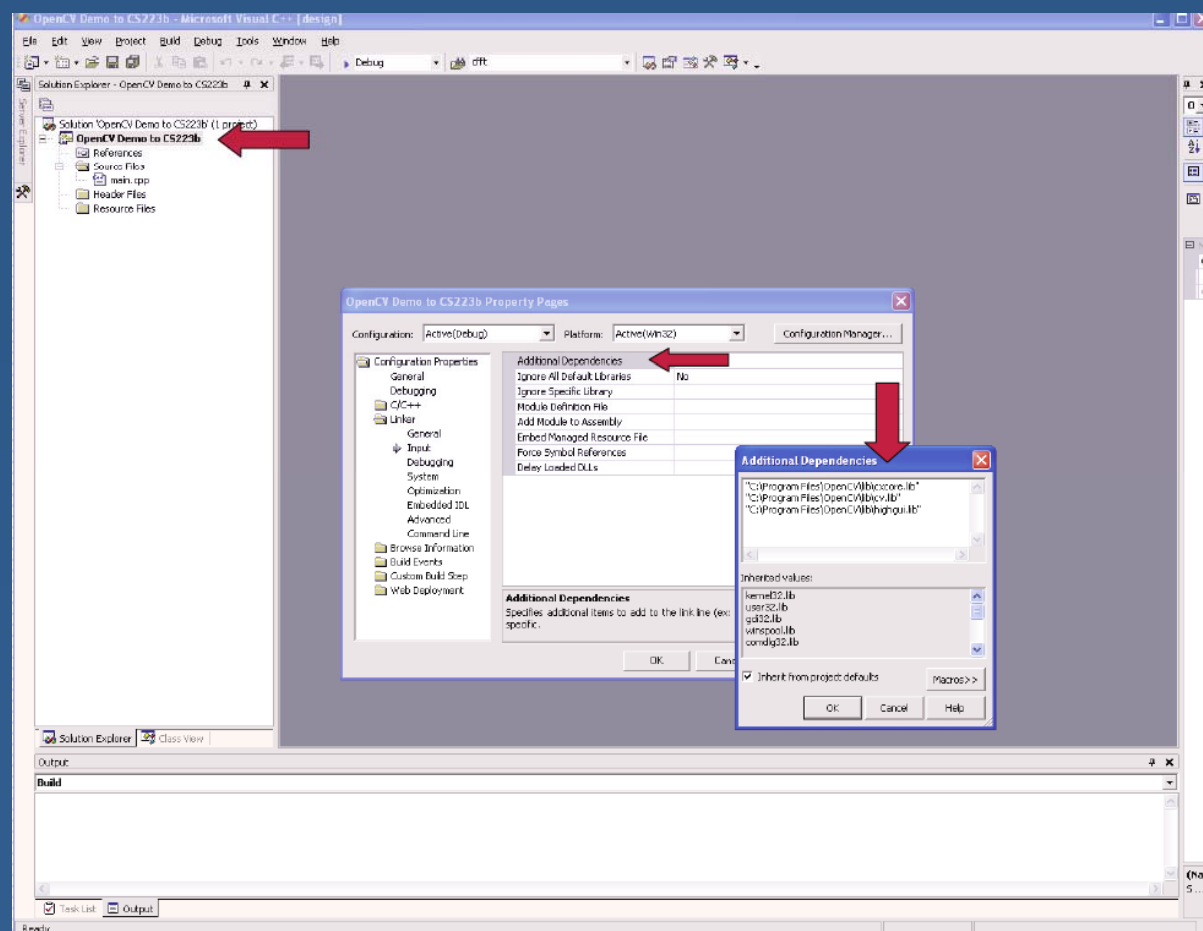 OpenCV Demo to CS223b - Microsoft Visual C++ [design]
File Edit View Project Build Debug Tools Window Help
Debug dft
Solution Explorer - OpenCV Demo to CS223b
Server Explorer
Solution 'OpenCV Demo to CS223b' (1 project)
OpenCV Demo to CS223b
References
Source Files
main.cpp
Header Files
Resource Files
OpenCV Demo to CS223b Property Pages
Configuration: Active(Debug) Platform: Active(Win32) Configuration Manager...
Configuration Properties
General
Debugging
C/C++
Linker
General
Input
Debugging
System
Optimization
Embedded IDL
Advanced
Command Line
Browse Information
Build Events
Custom Build Step
Web Deployment
Additional Dependencies
Ignore All Default Libraries No
Ignore Specific Library
Module Definition File
Add Module to Assembly
Embed Managed Resource File
Force Symbol References
Delay Loaded DLLs
Additional Dependencies
Specifies additional items to add to the link line (ex:
specific.
OK Canc
Additional Dependencies
"C:\Program Files\OpenCV\lib\cxcore.lib"
"C:\Program Files\OpenCV\lib\cv.lib"
"C:\Program Files\OpenCV\lib\highgui.lib"
Inherited values:
kernel32.lib
user32.lib
gdi32.lib
winspool.lib
comdlg32.lib
Inherit from project defaults Macros>>
OK Cancel Help
Solution Explorer Class View
Output
Build
(Na
S...
Task List Output
Ready